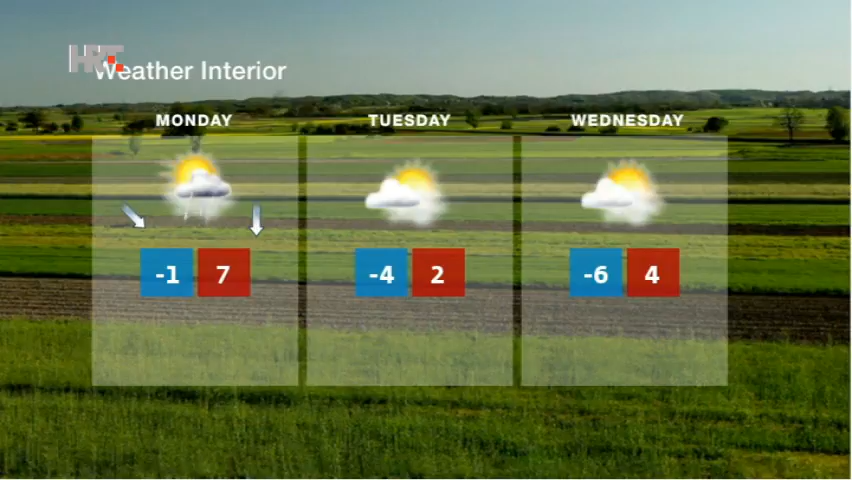 HRT
Weather Interior
MONDAY
TUESDAY
WEDNESDAY
-1 7
-4 2
-6 4